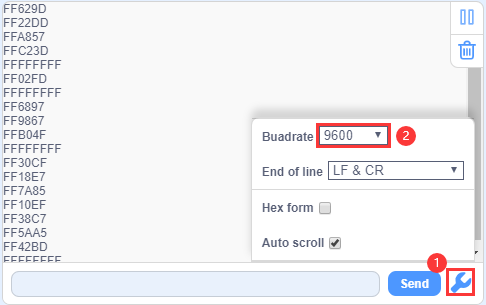 FF629D
FF22DD
FFA857
FFC23D
FFFFFFFF
FF02FD
FFFFFFFF
FF6897
FF9867
FFB04F
FFFFFFFF
FF30CF
FF18E7
FF7A85
FF10EF
FF38C7
FF5AA5
FF42BD
FFFFFFFF
Buadrate 9600 2
End of line LF & CR
Hex form
Auto scroll
1
Send